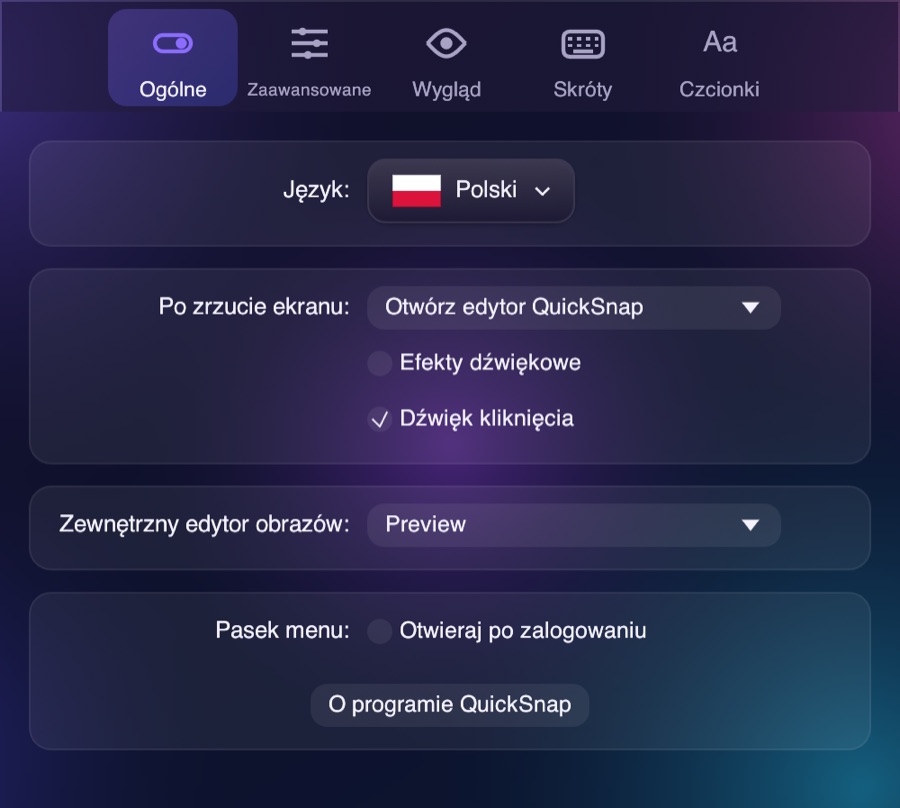 Aa
Ogólne Zaawansowane Wygląd Skróty Czcionki
Język: Polski
Po zrzucie ekranu: Otwórz edytor QuickSnap
Efekty dźwiękowe
Dźwięk kliknięcia
Zewnętrzny edytor obrazów: Preview
Pasek menu: Otwieraj po zalogowaniu
O programie QuickSnap